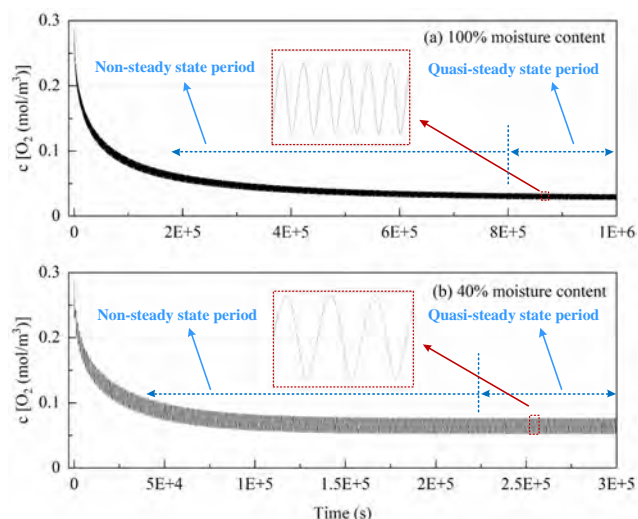 0.3
(a) 100% moisture content
Non-steady state period
Quasi-steady state period
0.2
c [O₂ (mol/m³)]
0.1
0
0 2E+5 4E+5 6E+5 8E+5 1E+6
0.3
(b) 40% moisture content
Non-steady state period
Quasi-steady state period
0.2
c [O₂ (mol/m³)]
0.1
0
0 5E+4 1E+5 1.5E+5 2E+5 2.5E+5 3E+5
Time (s)